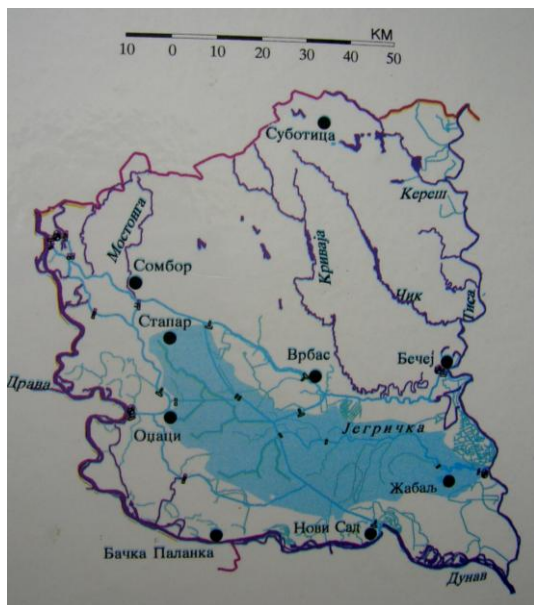 KM
10 0 10 20 30 40 50
Суботица
Кереш
Мостонга
Криваја
Чик
Тиса
Сомбор
Стапар
Врбас
Бечеј
Драва
Оџаци
Јегричка
Жабаљ
Нови Сад
Бачка Паланка
Дунав